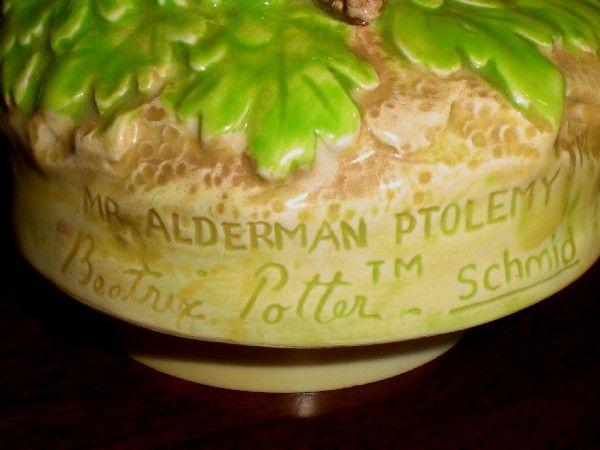 MR. ALDERMAN PTOLEMY
Beatrix Potter™ Schmid